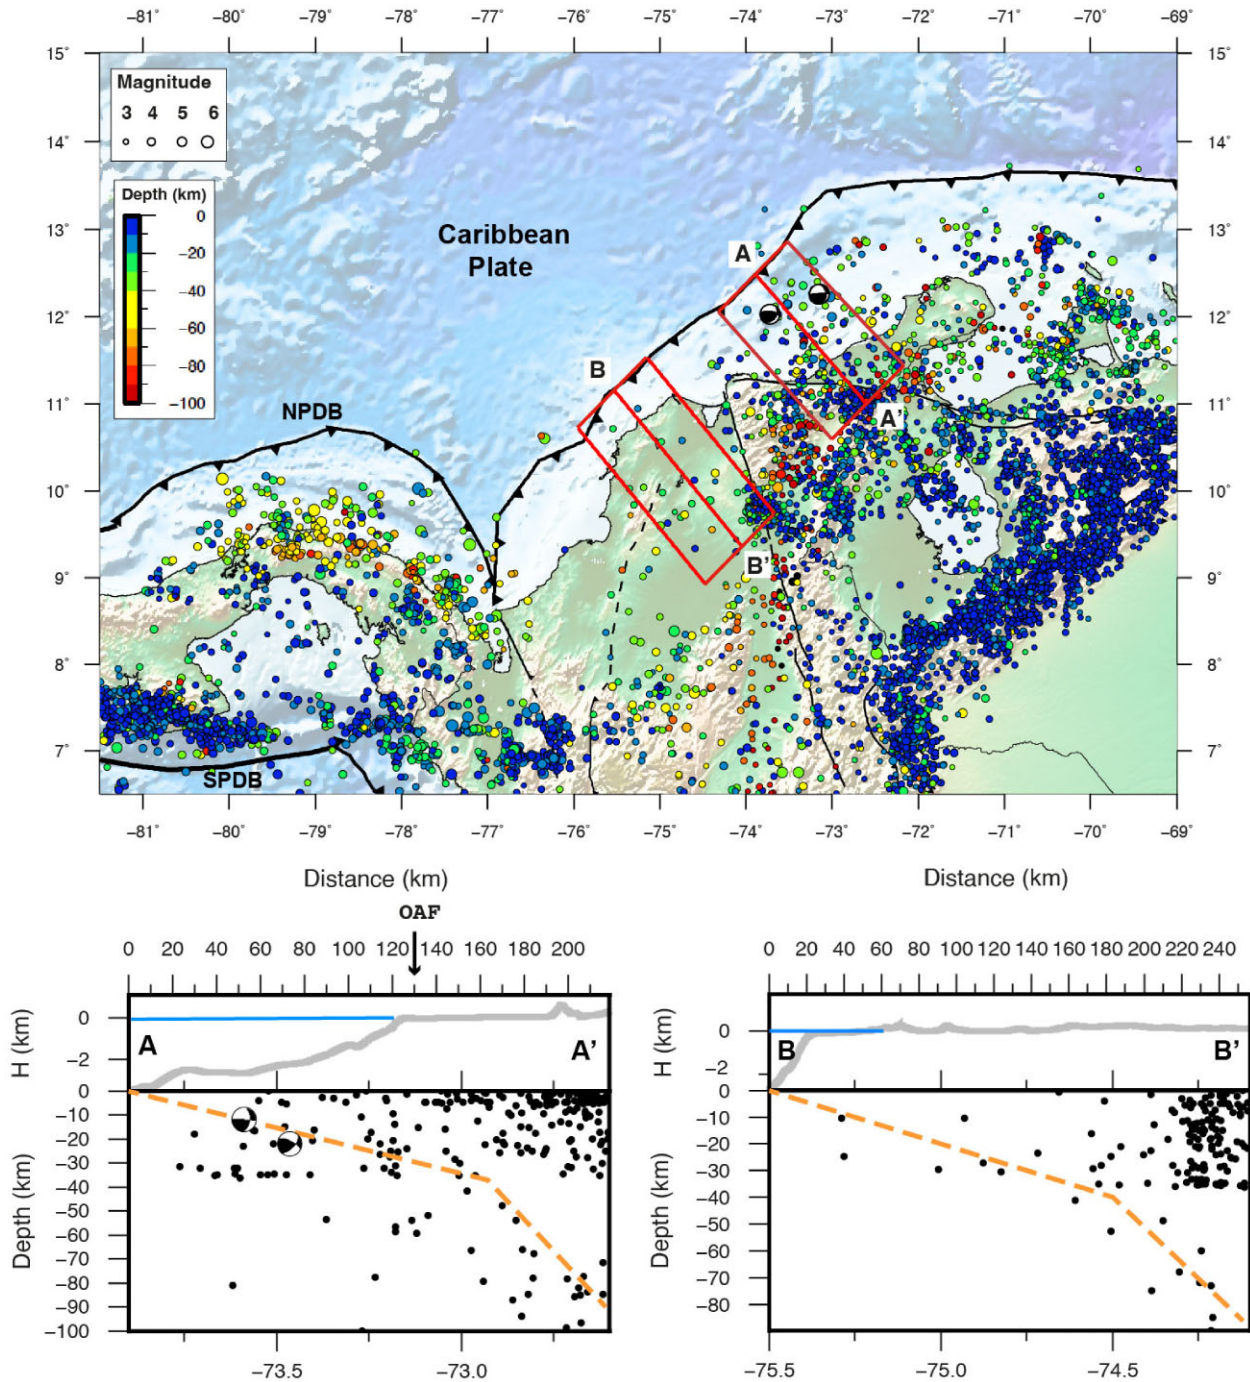 −81° −80° −79° −78° −77° −76° −75° −74° −73° −72° −71° −70° −69°
15° 15°
Magnitude
3 4 5 6
14° 14°
Depth (km)
0
−20
−40
−60
−80
−100
13° 13°
Caribbean
Plate
A
12° 12°
B
11° 11°
NPDB
A'
10° 10°
B'
9° 9°
8° 8°
7° 7°
SPDB
−81° −80° −79° −78° −77° −76° −75° −74° −73° −72° −71° −70° −69°
Distance (km)
OAF
0 20 40 60 80 100 120 140 160 180 200
H (km)
0
−2
A A'
Depth (km)
0
−10
−20
−30
−40
−50
−60
−70
−80
−90
−100
−73.5 −73.0
Distance (km)
0 20 40 60 80 100 120 140 160 180 200 220 240
H (km)
0
−2
B B'
Depth (km)
0
−10
−20
−30
−40
−50
−60
−70
−80
−75.5 −75.0 −74.5